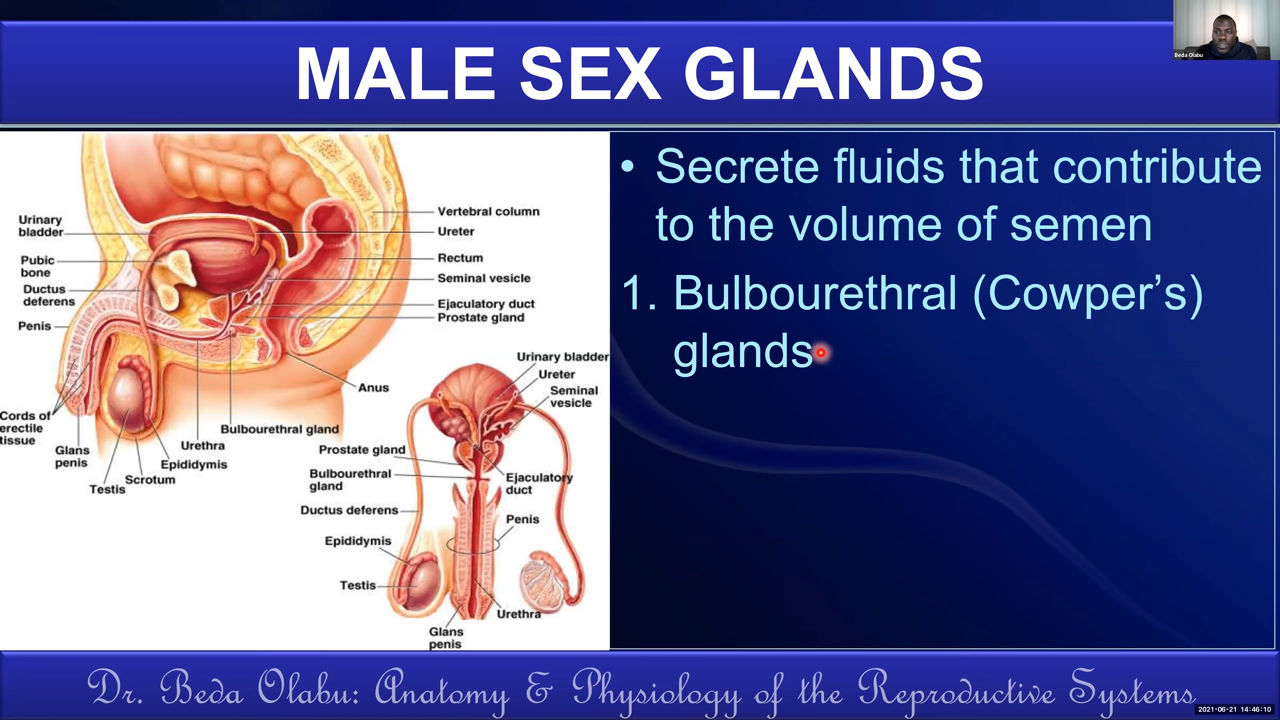 MALE SEX GLANDS
Beda Olabu
Urinary
bladder
Pubic
bone
Ductus
deferens
Penis
Cords of
erectile
tissue
Glans
penis
Testis
Scrotum
Epididymis
Urethra
Bulbourethral gland
Vertebral column
Ureter
Rectum
Seminal vesicle
Ejaculatory duct
Prostate gland
Anus
Urinary bladder
Ureter
Seminal
vesicle
Prostate gland
Bulbourethral
gland
Ejaculatory
duct
Ductus deferens
Penis
Epididymis
Testis
Urethra
Glans
penis
• Secrete fluids that contribute
to the volume of semen
1. Bulbourethral (Cowper’s)
glands
Dr. Beda Olabu: Anatomy & Physiology of the Reproductive Systems
2021-06-21 14:46:10